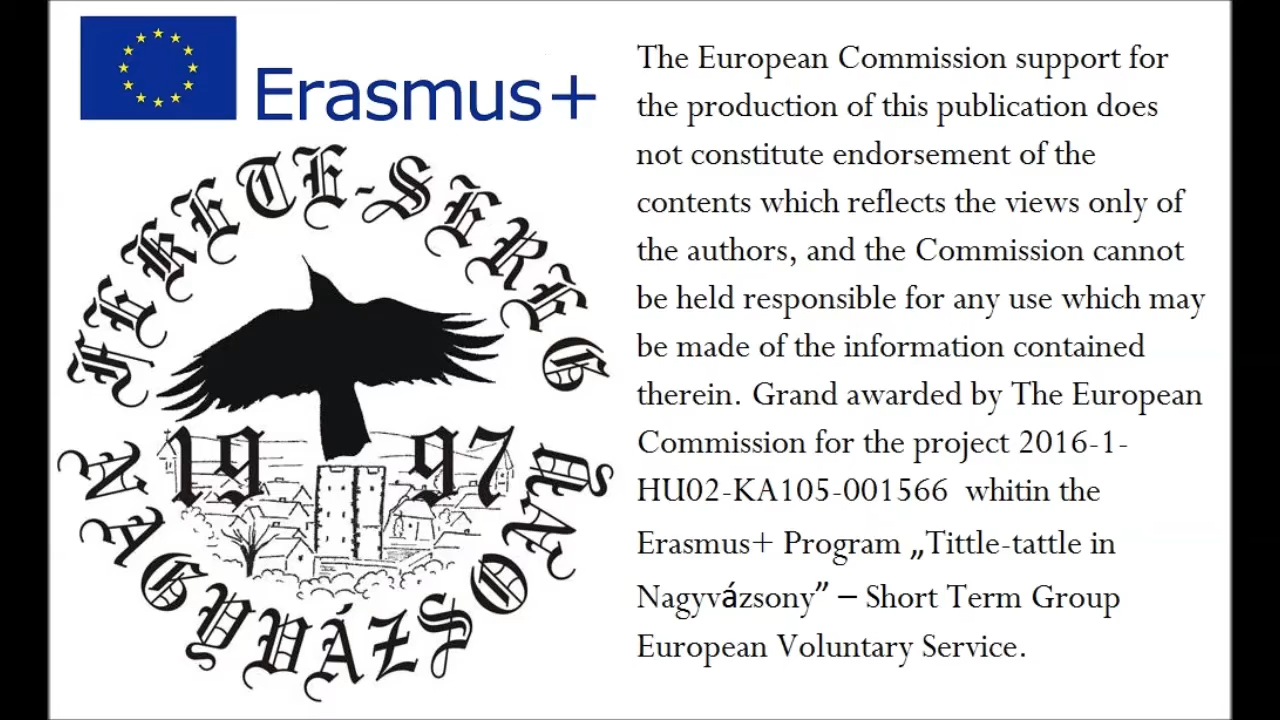 Erasmus+
FEKETE-SEREG
1997
NAGYVÁZSONY
The European Commission support for
the production of this publication does
not constitute endorsement of the
contents which reflects the views only of
the authors, and the Commission cannot
be held responsible for any use which may
be made of the information contained
therein. Grand awarded by The European
Commission for the project 2016-1-
HU02-KA105-001566 whitin the
Erasmus+ Program „Tittle-tattle in
Nagyvázsony” – Short Term Group
European Voluntary Service.